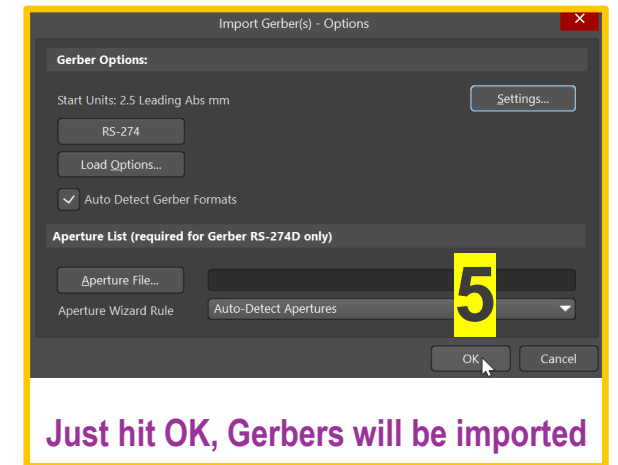 Import Gerber(s) - Options
Gerber Options:
Start Units: 2.5 Leading Abs mm
Settings...
RS-274
Load Options...
Auto Detect Gerber Formats
Aperture List (required for Gerber RS-274D only)
Aperture File...
5
Aperture Wizard Rule Auto-Detect Apertures
OK Cancel
Just hit OK, Gerbers will be imported